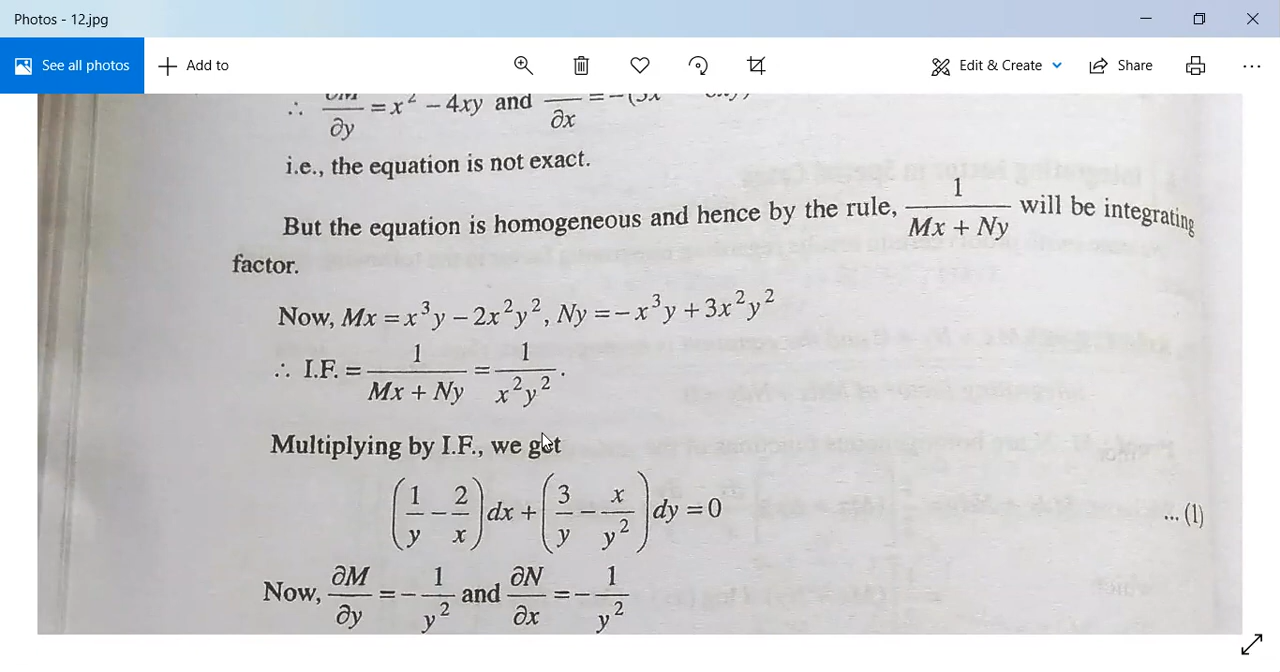 Photos - 12.jpg
See all photos
Add to
Edit & Create
Share
∴ ∂M/∂y = x² − 4xy and ∂x = −(3x
i.e., the equation is not exact.
But the equation is homogeneous and hence by the rule, 1/(Mx + Ny) will be integrating
factor.
Now, Mx = x³y − 2x²y², Ny = − x³y + 3x²y²
∴ I.F. = 1/(Mx + Ny) = 1/(x²y²).
Multiplying by I.F., we get
(1/y − 2/x) dx + (3/y − x/y²) dy = 0 ... (1)
Now, ∂M/∂y = − 1/y² and ∂N/∂x = − 1/y²